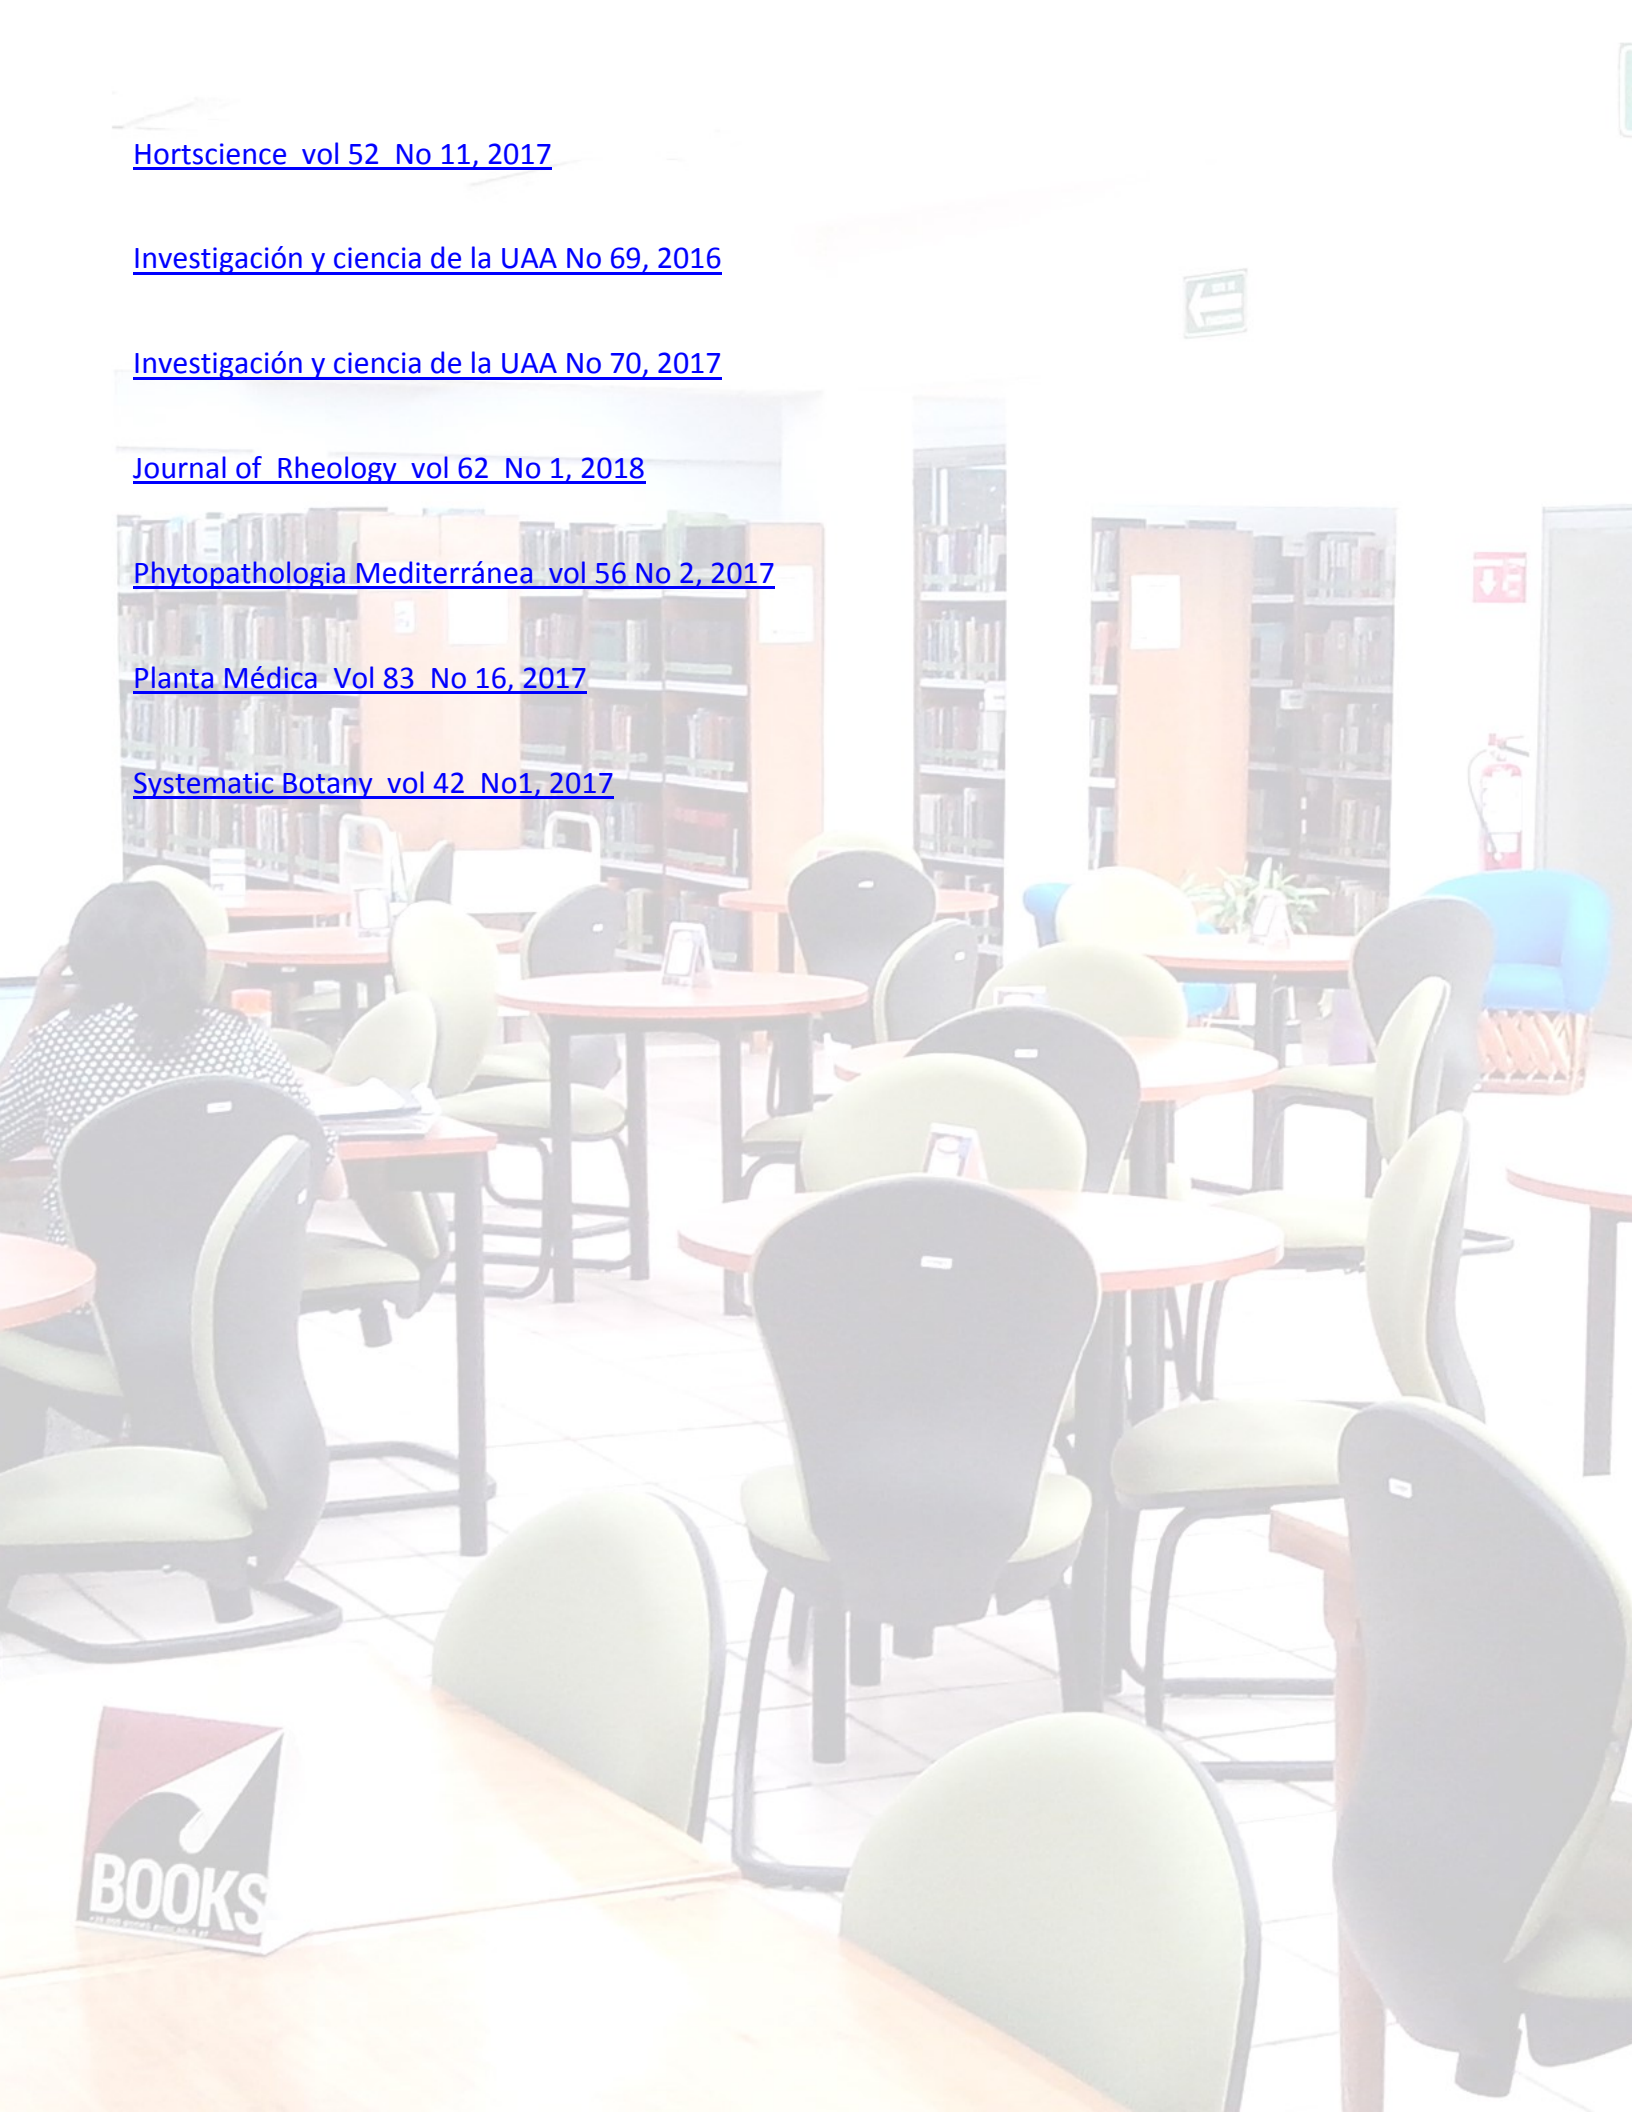 Hortscience  vol 52  No 11, 2017
Investigación y ciencia de la UAA No 69, 2016
Investigación y ciencia de la UAA No 70, 2017
Journal of  Rheology  vol 62  No 1, 2018
Phytopathologia Mediterránea  vol 56 No 2, 2017
Planta Médica  Vol 83  No 16, 2017
Systematic Botany  vol 42  No1, 2017
BOOKS